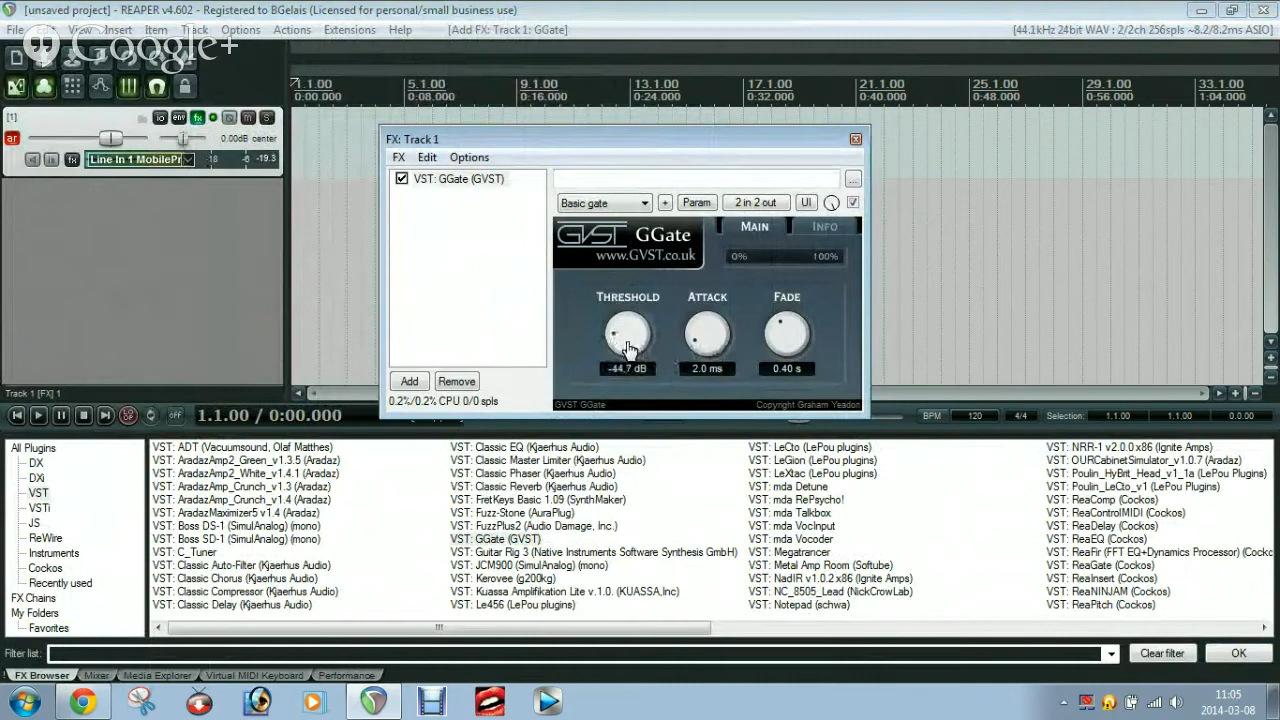 [unsaved project] - REAPER v4.602 - Registered to BGelais (Licensed for personal/small business use)
File View Insert Item Track Options Actions Extensions Help [Add FX: Track 1: GGate] [44.1kHz 24bit WAV : 2/2ch 256spls ~8.2/8.2ms ASIO]
Google+
1.1.00 5.1.00 9.1.00 13.1.00 17.1.00 21.1.00 25.1.00 29.1.00 33.1.00
0:00.000 0:08.000 0:16.000 0:24.000 0:32.000 0:40.000 0:48.000 0:56.000 1:04.000
[1]
io env fx m S
ar 0.00dB center
fx Line In 1 MobilePr -18 -6 -19.3
FX: Track 1
FX Edit Options
VST: GGate (GVST)
Basic gate + Param 2 in 2 out UI
GVST GGate
www.GVST.co.uk
MAIN INFO
0% 100%
THRESHOLD ATTACK FADE
-44.7 dB 2.0 ms 0.40 s
Add Remove
0.2%/0.2% CPU 0/0 spls
GVST GGate Copyright Graham Yeadon
Track 1 [FX] 1
1.1.00 / 0:00.000
BPM 120 4/4 Selection: 1.1.00 1.1.00 0.0.00
All Plugins
DX
DXi
VST
VSTi
JS
ReWire
Instruments
Cockos
Recently used
FX Chains
My Folders
Favorites
VST: ADT (Vacuumsound, Olaf Matthes)
VST: AradazAmp2_Green_v1.3.5 (Aradaz)
VST: AradazAmp2_White_v1.4.1 (Aradaz)
VST: AradazAmp_Crunch_v1.3 (Aradaz)
VST: AradazAmp_Crunch_v1.4 (Aradaz)
VST: AradazMaximizer5 v1.4 (Aradaz)
VST: Boss DS-1 (SimulAnalog) (mono)
VST: Boss SD-1 (SimulAnalog) (mono)
VST: C_Tuner
VST: Classic Auto-Filter (Kjaerhus Audio)
VST: Classic Chorus (Kjaerhus Audio)
VST: Classic Compressor (Kjaerhus Audio)
VST: Classic Delay (Kjaerhus Audio)
VST: Classic EQ (Kjaerhus Audio)
VST: Classic Master Limiter (Kjaerhus Audio)
VST: Classic Phaser (Kjaerhus Audio)
VST: Classic Reverb (Kjaerhus Audio)
VST: FretKeys Basic 1.09 (SynthMaker)
VST: Fuzz-Stone (AuraPlug)
VST: FuzzPlus2 (Audio Damage, Inc.)
VST: GGate (GVST)
VST: Guitar Rig 3 (Native Instruments Software Synthesis GmbH)
VST: JCM900 (SimulAnalog) (mono)
VST: Kerovee (g200kg)
VST: Kuassa Amplifikation Lite v.1.0. (KUASSA,Inc)
VST: Le456 (LePou plugins)
VST: LeCto (LePou plugins)
VST: LeGion (LePou plugins)
VST: LeXtac (LePou plugins)
VST: mda Detune
VST: mda RePsycho!
VST: mda Talkbox
VST: mda VocInput
VST: mda Vocoder
VST: Megatrancer
VST: Metal Amp Room (Softube)
VST: NadIR v1.0.2 x86 (Ignite Amps)
VST: NC_8505_Lead (NickCrowLab)
VST: Notepad (schwa)
VST: NRR-1 v2.0.0 x86 (Ignite Amps)
VST: OURCabinetSimulator_v1.0.7 (Aradaz)
VST: Poulin_HyBrit_Head_v1_1a (LePou Plugins)
VST: Poulin_LeCto_v1 (LePou Plugins)
VST: ReaComp (Cockos)
VST: ReaControlMIDI (Cockos)
VST: ReaDelay (Cockos)
VST: ReaEQ (Cockos)
VST: ReaFir (FFT EQ+Dynamics Processor) (Cocko
VST: ReaGate (Cockos)
VST: ReaInsert (Cockos)
VST: ReaNINJAM (Cockos)
VST: ReaPitch (Cockos)
Filter list: Clear filter OK
FX Browser Mixer Media Explorer Virtual MIDI Keyboard Performance
11:05
2014-03-08